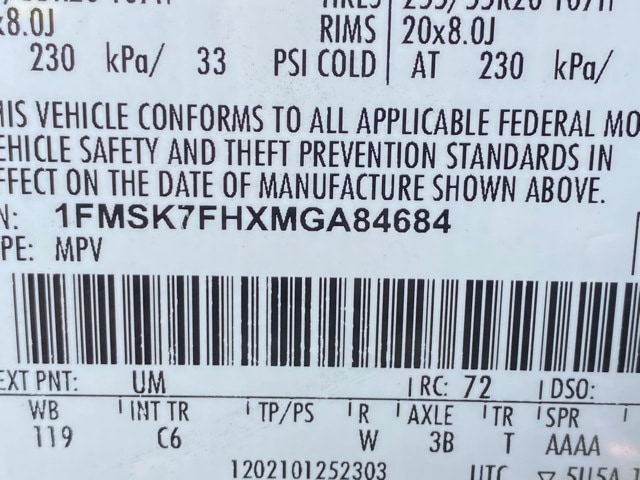 x8.0J RIMS 20x8.0J
230 kPa/ 33 PSI COLD AT 230 kPa/
HIS VEHICLE CONFORMS TO ALL APPLICABLE FEDERAL MO
EHICLE SAFETY AND THEFT PREVENTION STANDARDS IN
FFECT ON THE DATE OF MANUFACTURE SHOWN ABOVE.
N: 1FMSK7FHXMGA84684
PE: MPV
EXT PNT: UM RC: 72 DSO:
WB INT TR TP/PS R AXLE TR SPR
119 C6 W 3B T AAAA
1202101252303 UTC